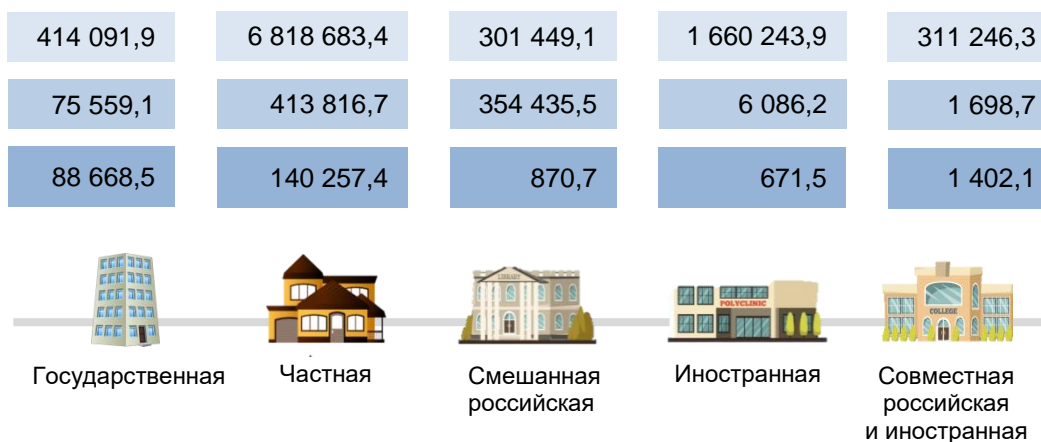 414 091,9 6 818 683,4 301 449,1 1 660 243,9 311 246,3
75 559,1 413 816,7 354 435,5 6 086,2 1 698,7
88 668,5 140 257,4 870,7 671,5 1 402,1
LIBRARY
POLYCLINIC
COLLEGE
Государственная
Частная
Смешанная
российская
Иностранная
Совместная
российская
и иностранная